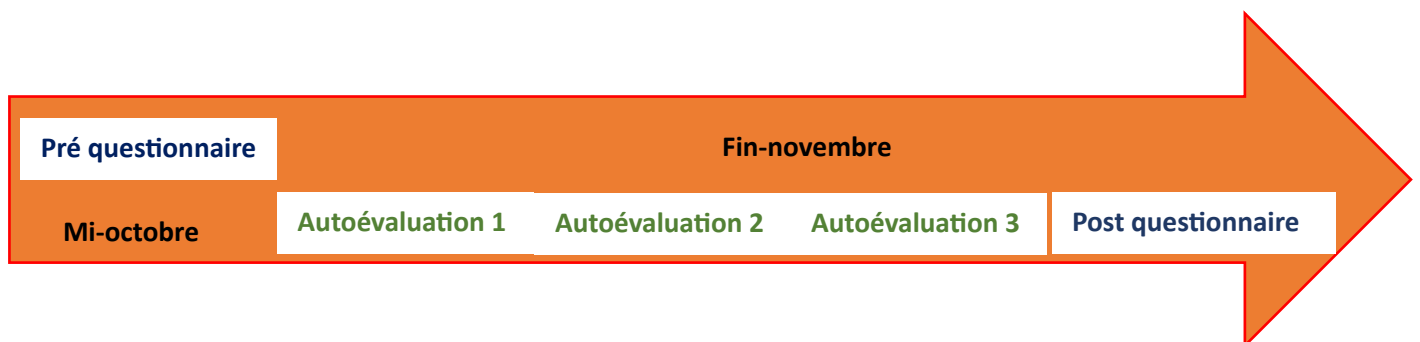 Pré questionnaire
Fin-novembre
Mi-octobre
Autoévaluation 1
Autoévaluation 2
Autoévaluation 3
Post questionnaire